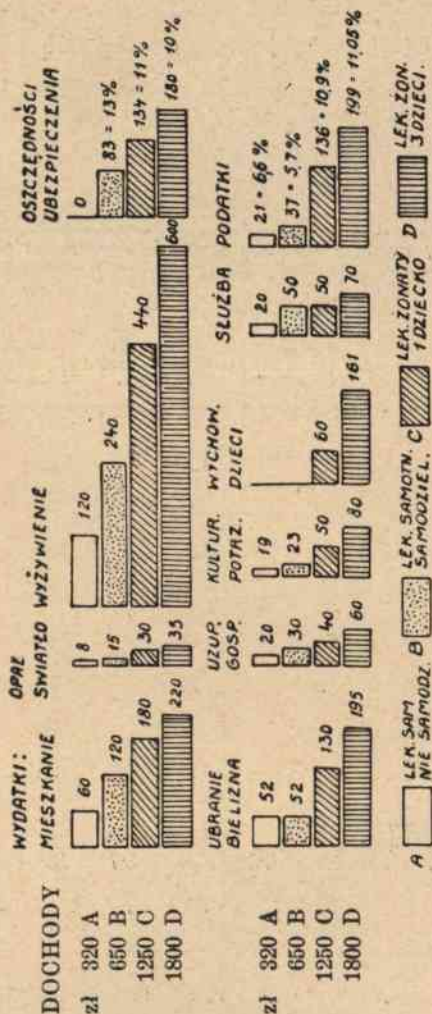 DOCHODY WYDATKI: OPAŁ OSZCZĘDNOŚCI
MIESZKANIE ŚWIATŁO WYŻYWIENIE UBEZPIECZENIA
zł 320 A 60 8 120 0
650 B 120 15 240 83 = 13%
1250 C 180 30 440 134 = 11%
1800 D 220 35 600 180 = 10%
UBRANIE UZUP. KULTUR. WYCHOW. SŁUŻBA PODATKI
BIELIZNA GOSP. POTRZ. DZIECI
zł 320 A 52 20 19 20 21 = 6,6%
650 B 52 30 23 50 37 = 5,7%
1250 C 130 40 50 60 50 136 = 10,9%
1800 D 195 60 80 161 70 199 = 11,05%
A LEK. SAM NIE SAMODZ. B LEK. SAMOTN. SAMODZIEL. C LEK. ŻONATY 1 DZIECKO D LEK. ŻON. 3 DZIECI.